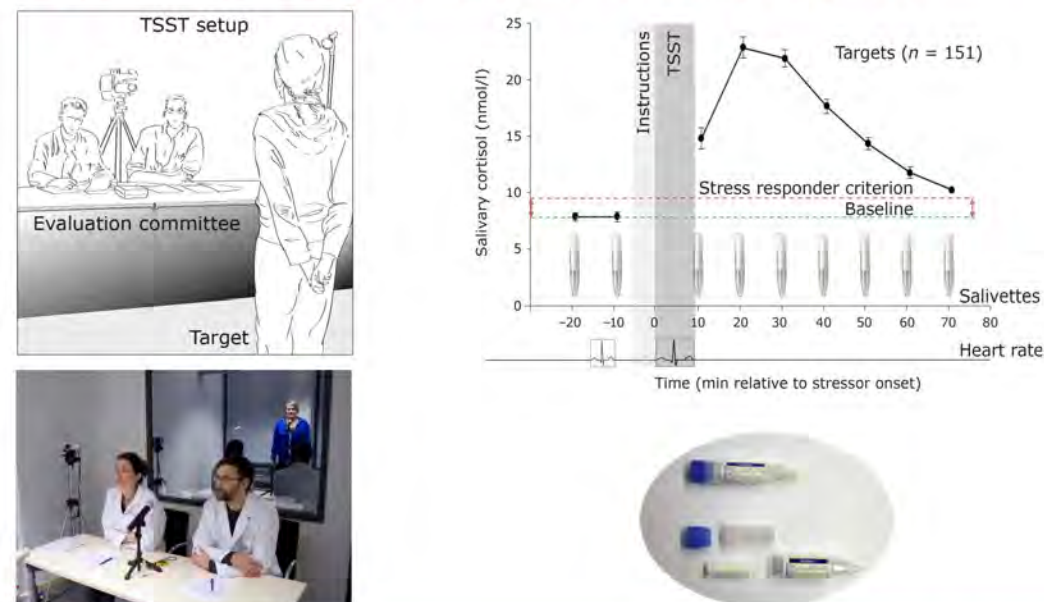 TSST setup
Evaluation committee
Target
25
20
15
10
5
0
Salivary cortisol (nmol/l)
Instructions
TSST
Targets (n = 151)
Stress responder criterion
Baseline
Salivettes
–20 –10 0 10 20 30 40 50 60 70 80
Heart rate
Time (min relative to stressor onset)